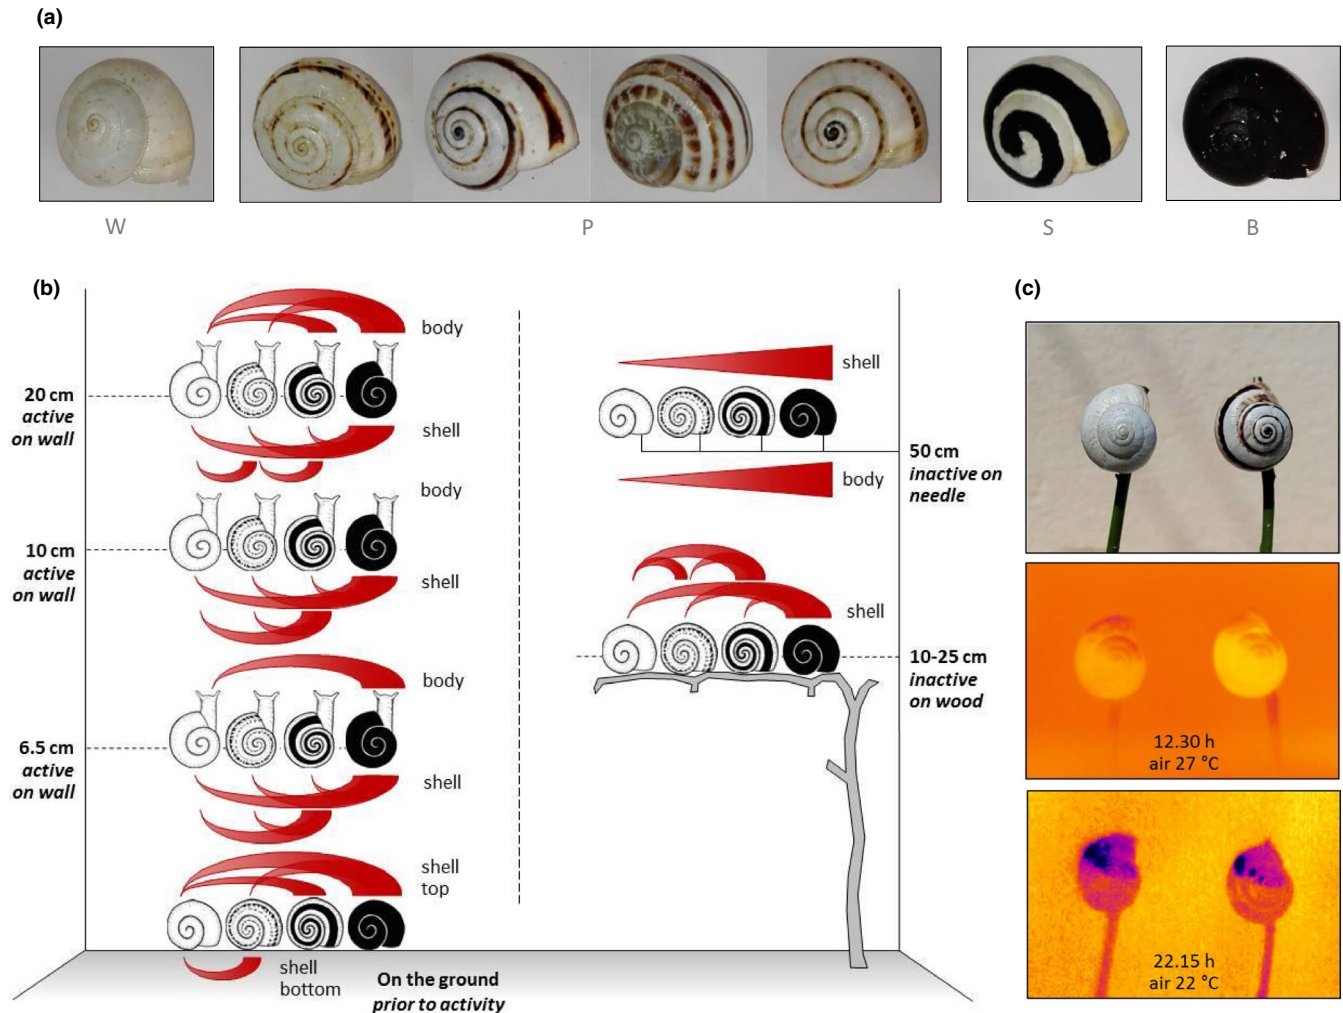 (a)
W
P
S
B
(b)
body
20 cm
active
on wall
shell
body
10 cm
active
on wall
shell
body
6.5 cm
active
on wall
shell
shell
top
shell
bottom
On the ground
prior to activity
shell
50 cm
inactive on
needle
body
shell
10-25 cm
inactive
on wood
(c)
12.30 h
air 27 °C
22.15 h
air 22 °C